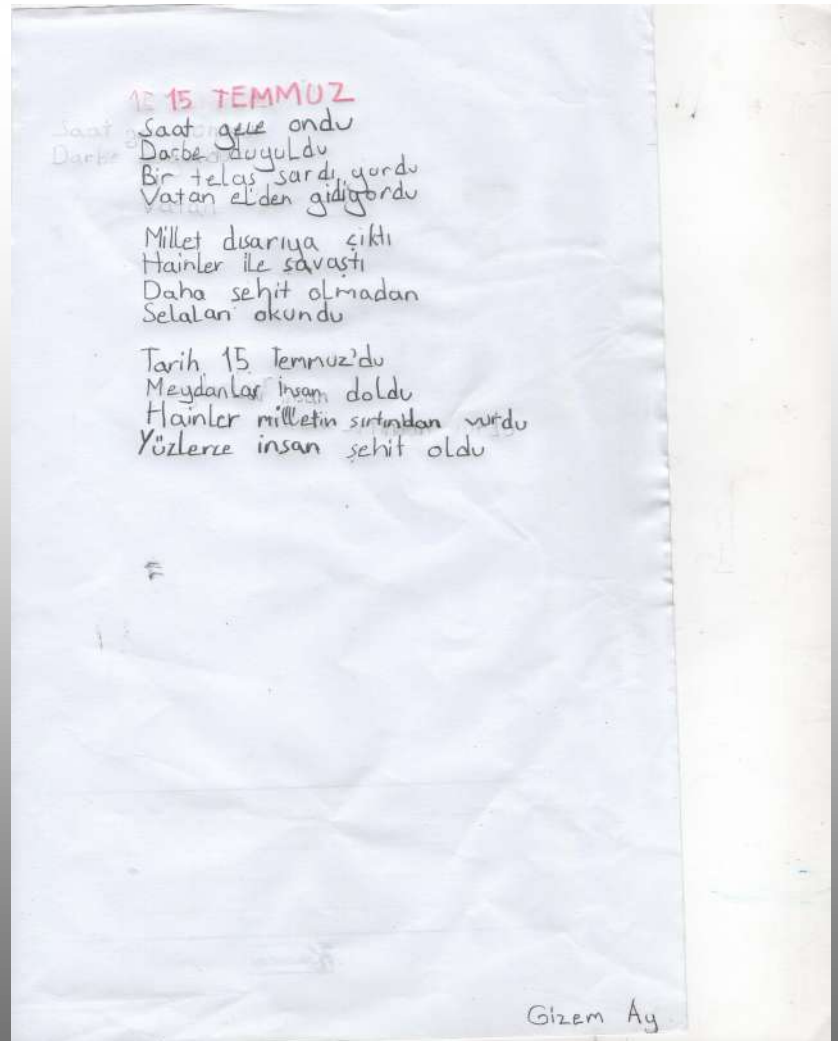 15 TEMMUZ
Saat gece ondu
Darbe duyuldu
Bir telaş sardı yurdu
Vatan elden gidiyordu
Millet dışarıya çıktı
Hainler ile savaştı
Daha şehit olmadan
Selaları okundu
Tarih 15 Temmuz'du
Meydanlar insan doldu
Hainler milletin sırtından vurdu
Yüzlerce insan şehit oldu
Gizem Ay